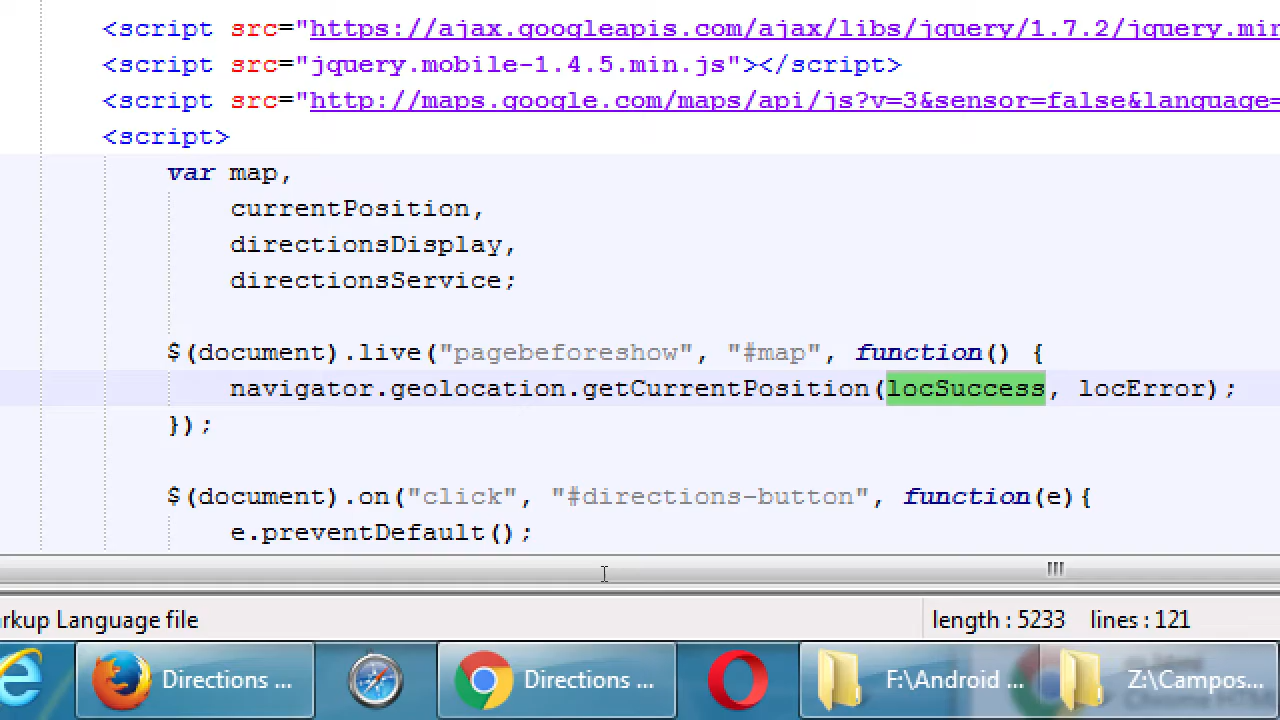 <script src="https://ajax.googleapis.com/ajax/libs/jquery/1.7.2/jquery.min
<script src="jquery.mobile-1.4.5.min.js"></script>
<script src="http://maps.google.com/maps/api/js?v=3&sensor=false&language=
<script>
var map,
currentPosition,
directionsDisplay,
directionsService;
$(document).live("pagebeforeshow", "#map", function() {
navigator.geolocation.getCurrentPosition(locSuccess, locError);
});
$(document).on("click", "#directions-button", function(e){
e.preventDefault();
arkup Language file length : 5233 lines : 121
Directions ... Directions ... F:\Android ... Z:\Campos...